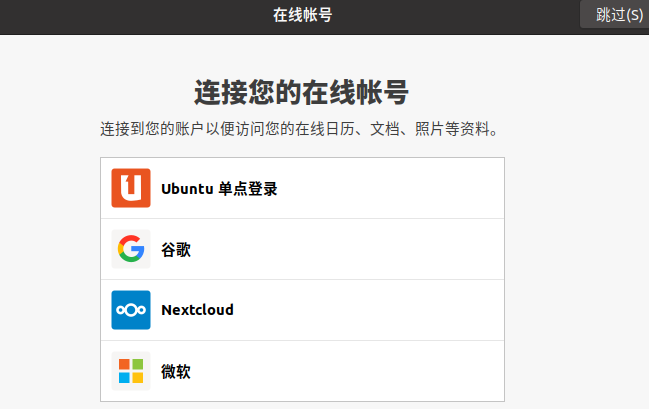 在线帐号
跳过(S)
连接您的在线帐号
连接到您的账户以便访问您的在线日历、文档、照片等资料。
Ubuntu 单点登录
谷歌
Nextcloud
微软